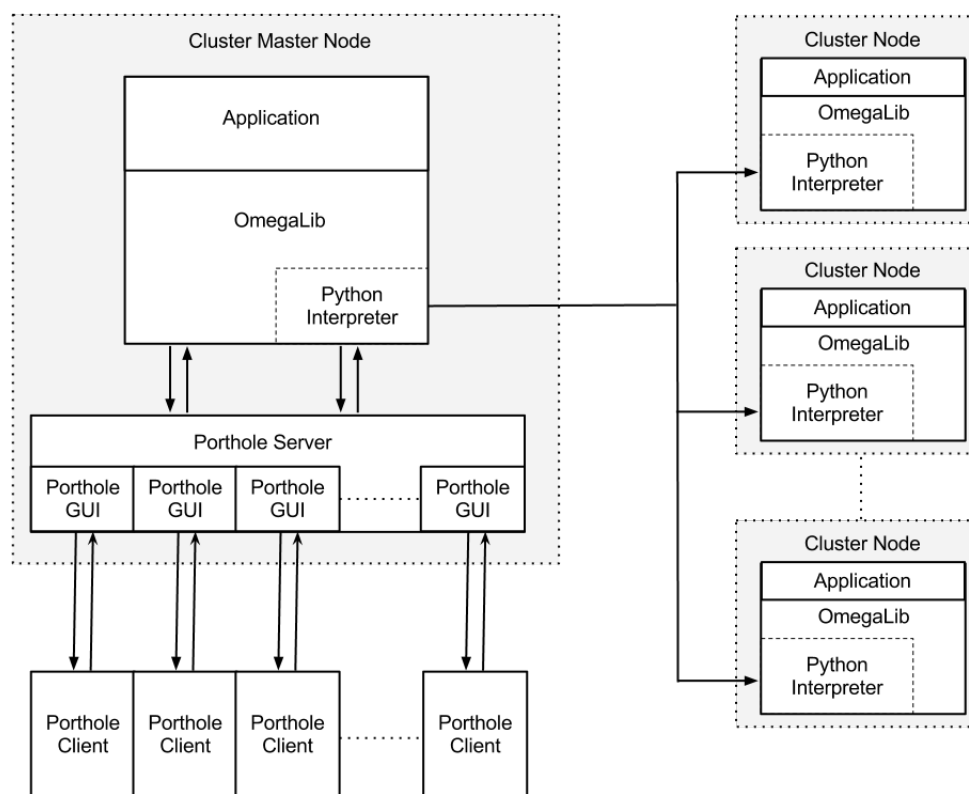 Cluster Master Node
Application
OmegaLib
Python
Interpreter
Porthole Server
Porthole
GUI
Porthole
GUI
Porthole
GUI
Porthole
GUI
Porthole
Client
Porthole
Client
Porthole
Client
Porthole
Client
Cluster Node
Application
OmegaLib
Python
Interpreter
Cluster Node
Application
OmegaLib
Python
Interpreter
Cluster Node
Application
OmegaLib
Python
Interpreter